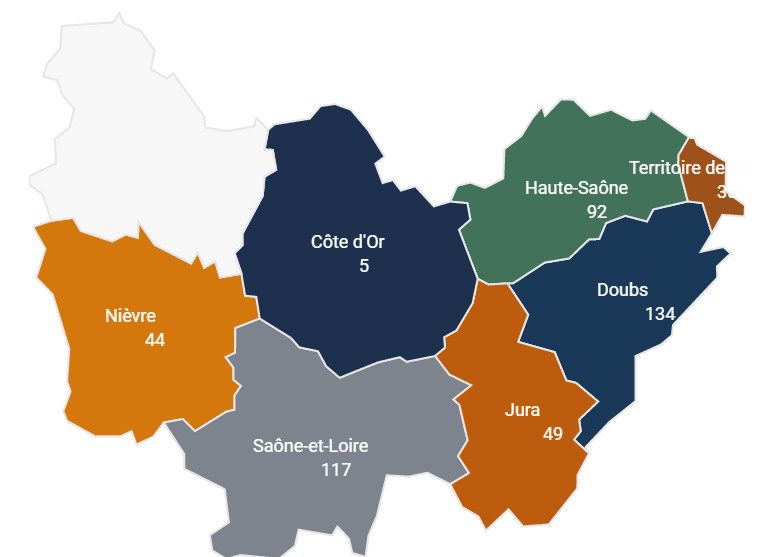 Territoire de
Haute-Saône
92
Côte d'Or
5
Doubs
134
Nièvre
44
Jura
49
Saône-et-Loire
117